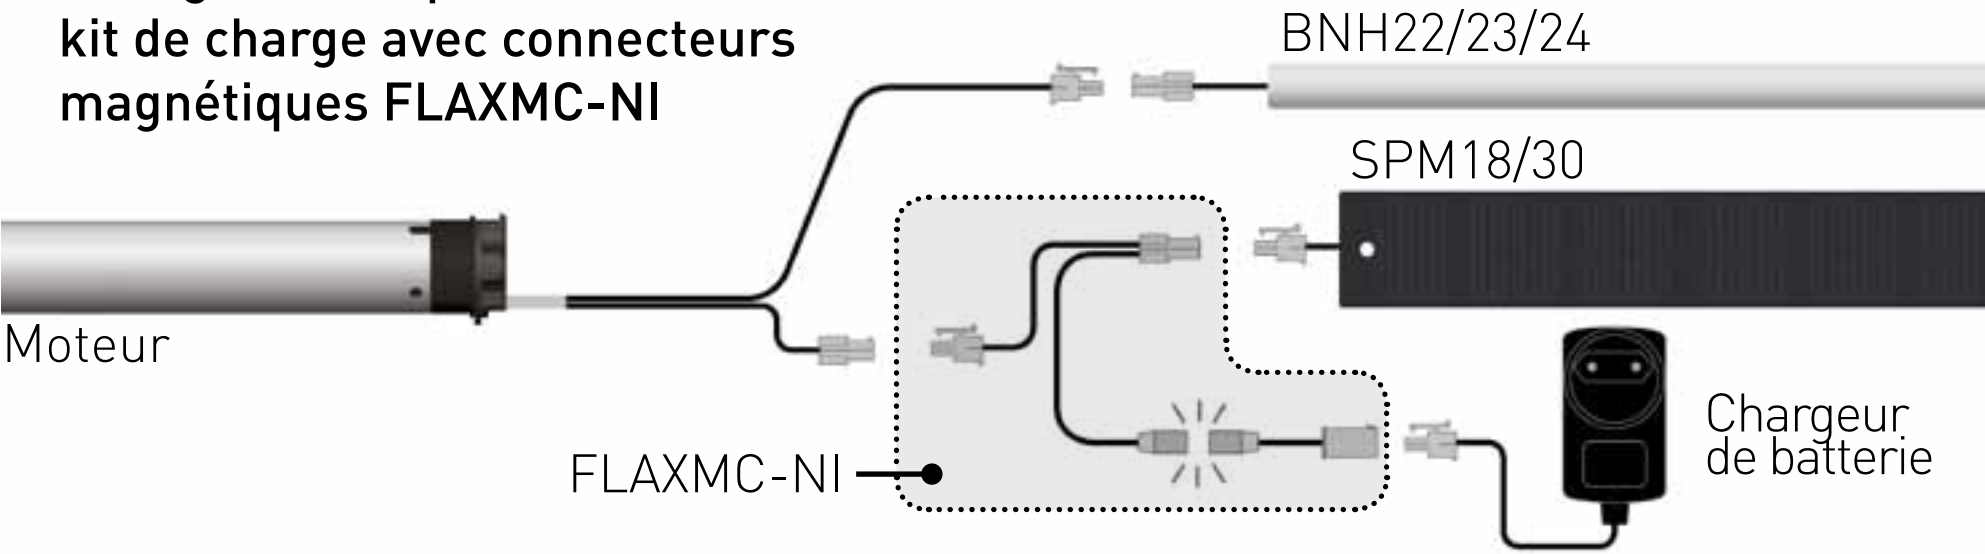 kit de charge avec connecteurs
magnétiques FLAXMC-NI
BNH22/23/24
SPM18/30
Moteur
FLAXMC-NI
Chargeur
de batterie